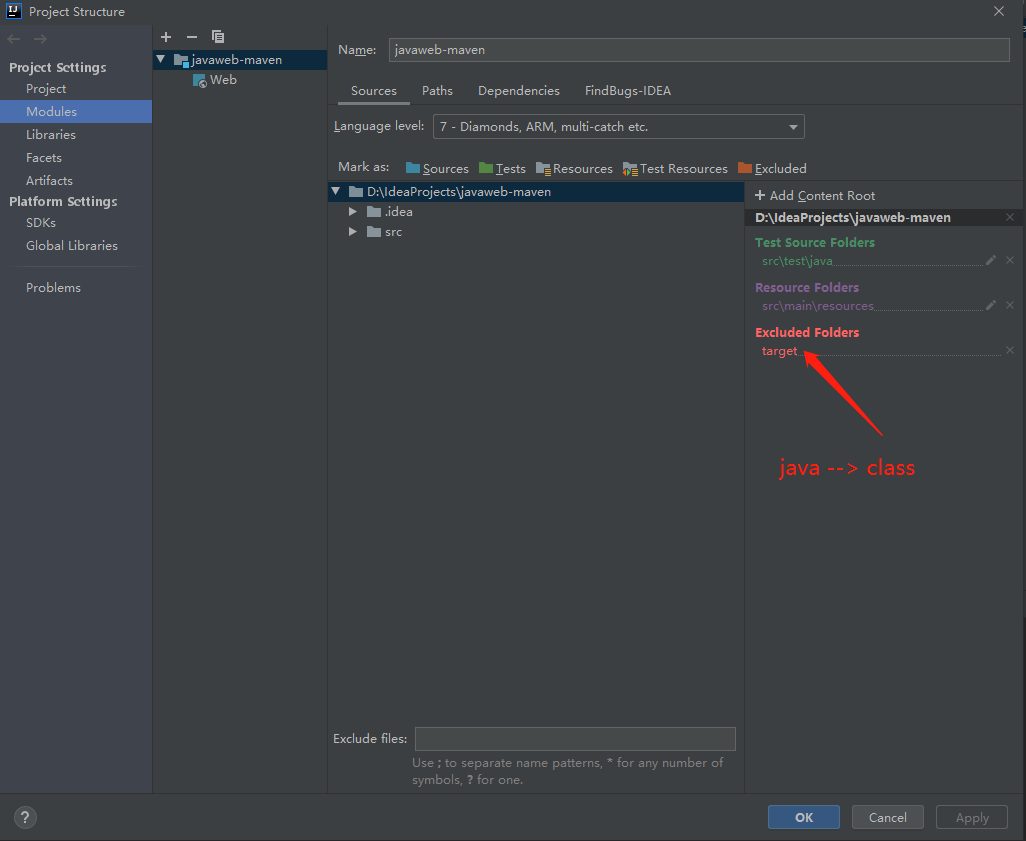 Project Structure
Project Settings
Project
Modules
Libraries
Facets
Artifacts
Platform Settings
SDKs
Global Libraries
Problems
javaweb-maven
Web
Name: javaweb-maven
Sources Paths Dependencies FindBugs-IDEA
Language level: 7 - Diamonds, ARM, multi-catch etc.
Mark as: Sources Tests Resources Test Resources Excluded
D:\IdeaProjects\javaweb-maven
.idea
src
+ Add Content Root
D:\IdeaProjects\javaweb-maven
Test Source Folders
src\test\java
Resource Folders
src\main\resources
Excluded Folders
target
java --> class
Exclude files:
Use ; to separate name patterns, * for any number of
symbols, ? for one.
? OK Cancel Apply